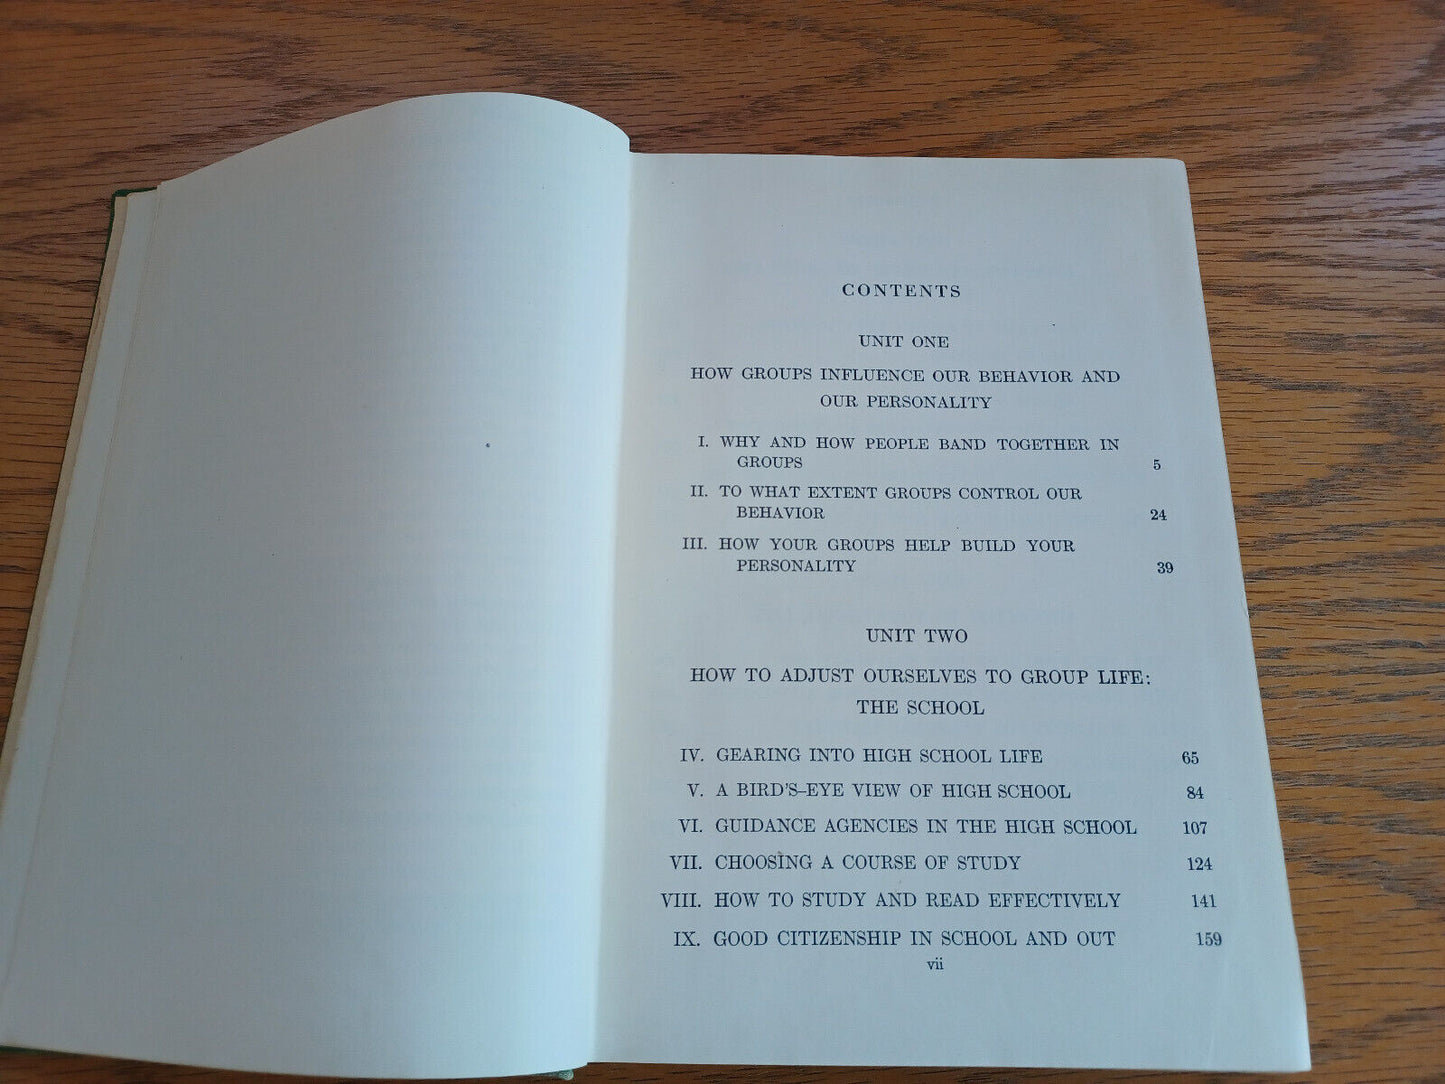 CONTENTS
UNIT ONE
HOW GROUPS INFLUENCE OUR BEHAVIOR AND
OUR PERSONALITY
I. WHY AND HOW PEOPLE BAND TOGETHER IN
GROUPS 5
II. TO WHAT EXTENT GROUPS CONTROL OUR
BEHAVIOR 24
III. HOW YOUR GROUPS HELP BUILD YOUR
PERSONALITY 39
UNIT TWO
HOW TO ADJUST OURSELVES TO GROUP LIFE:
THE SCHOOL
IV. GEARING INTO HIGH SCHOOL LIFE 65
V. A BIRD'S-EYE VIEW OF HIGH SCHOOL 84
VI. GUIDANCE AGENCIES IN THE HIGH SCHOOL 107
VII. CHOOSING A COURSE OF STUDY 124
VIII. HOW TO STUDY AND READ EFFECTIVELY 141
IX. GOOD CITIZENSHIP IN SCHOOL AND OUT 159
vii